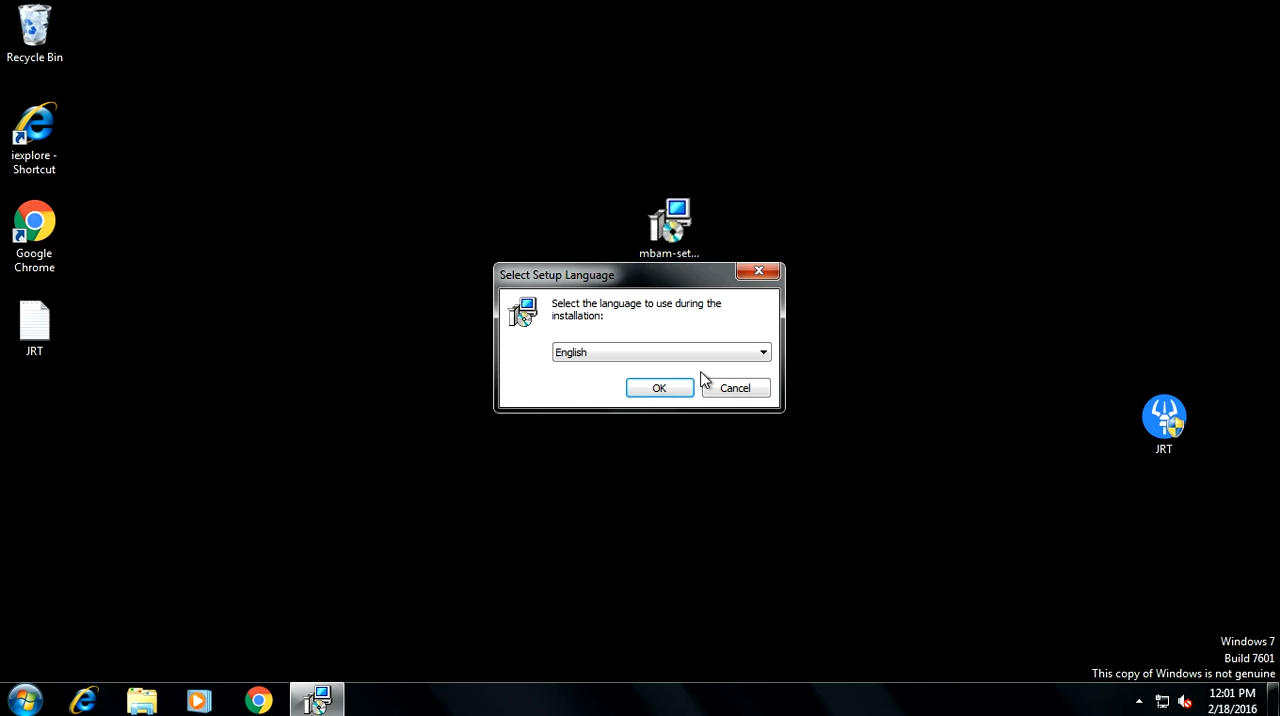 Recycle Bin
iexplore -
Shortcut
Google
Chrome
JRT
mbam-set...
Select Setup Language
Select the language to use during the
installation:
English
OK
Cancel
JRT
Windows 7
Build 7601
This copy of Windows is not genuine
12:01 PM
2/18/2016